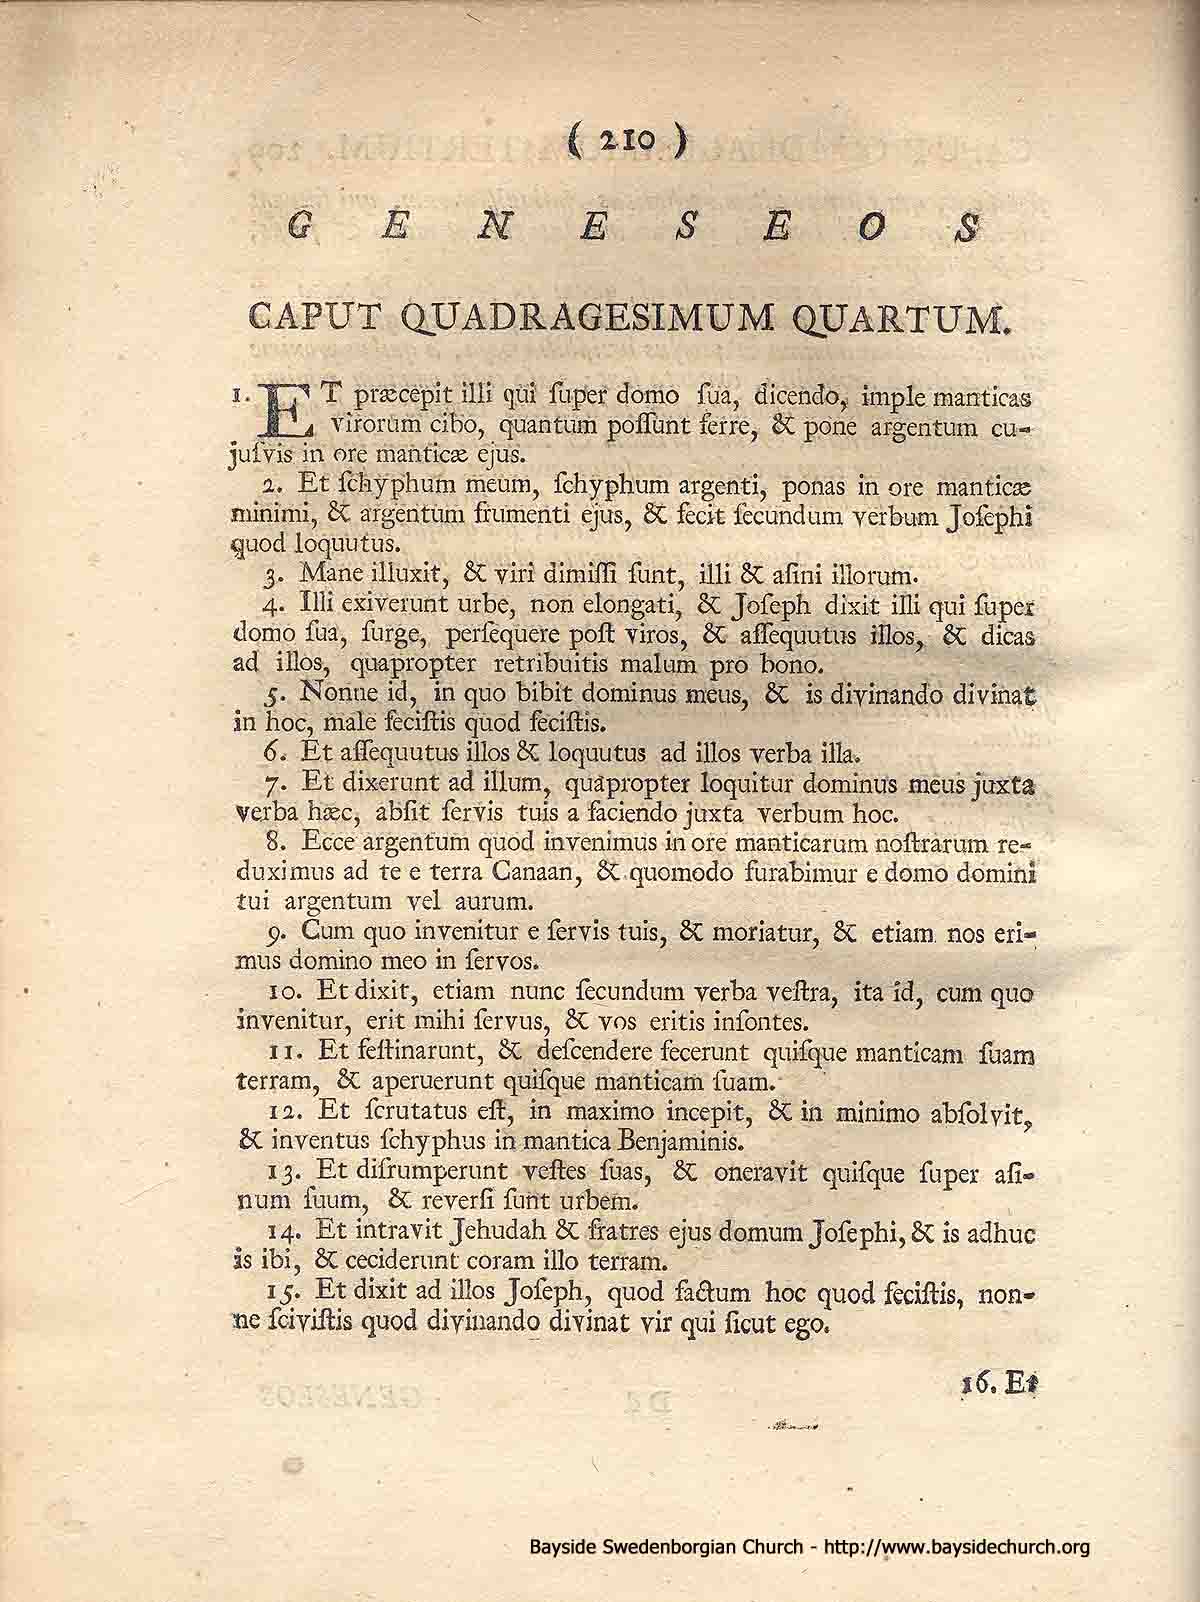 ( 210 )
G E N E S E O S
CAPUT QUADRAGESIMUM QUARTUM.
1. ET præcepit illi qui ſuper domo ſua, dicendo, imple manticas
virorum cibo, quantum poſſunt ferre, & pone argentum cu-
juſvis in ore manticæ ejus.
2. Et ſchyphum meum, ſchyphum argenti, ponas in ore manticæ
minimi, & argentum frumenti ejus, & fecit ſecundum verbum Joſephi
quod loquutus.
3. Mane illuxit, & viri dimiſſi ſunt, illi & aſini illorum.
4. Illi exiverunt urbe, non elongati, & Joſeph dixit illi qui ſuper
domo ſua, ſurge, perſequere poſt viros, & aſſequutus illos, & dicas
ad illos, quapropter retribuitis malum pro bono.
5. Nonne id, in quo bibit dominus meus, & is divinando divinat
in hoc, male feciſtis quod feciſtis.
6. Et aſſequutus illos & loquutus ad illos verba illa.
7. Et dixerunt ad illum, quapropter loquitur dominus meus juxta
verba hæc, abſit ſervis tuis a faciendo juxta verbum hoc.
8. Ecce argentum quod invenimus in ore manticarum noſtrarum re-
duximus ad te e terra Canaan, & quomodo furabimur e domo domini
tui argentum vel aurum.
9. Cum quo invenitur e ſervis tuis, & moriatur, & etiam nos eri-
mus domino meo in ſervos.
10. Et dixit, etiam nunc ſecundum verba veſtra, ita id, cum quo
invenitur, erit mihi ſervus, & vos eritis inſontes.
11. Et feſtinarunt, & deſcendere fecerunt quiſque manticam ſuam
terram, & aperuerunt quiſque manticam ſuam.
12. Et ſcrutatus eſt, in maximo incepit, & in minimo abſolvit,
& inventus ſchyphus in mantica Benjaminis.
13. Et diſrumperunt veſtes ſuas, & oneravit quiſque ſuper aſi-
num ſuum, & reverſi ſunt urbem.
14. Et intravit Jehudah & fratres ejus domum Joſephi, & is adhuc
is ibi, & ceciderunt coram illo terram.
15. Et dixit ad illos Joſeph, quod factum hoc quod feciſtis, non-
ne ſciviſtis quod divinando divinat vir qui ſicut ego.
16. Et
Bayside Swedenborgian Church - http://www.baysidechurch.org